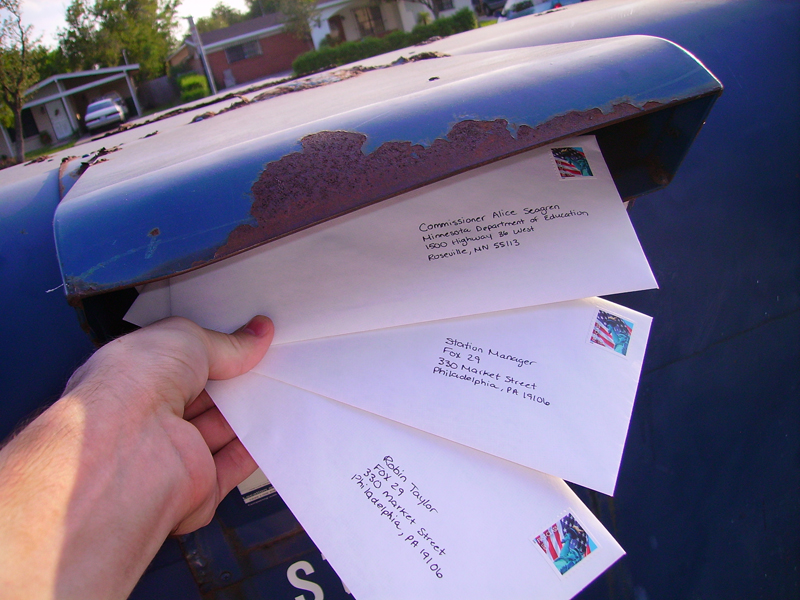 Commissioner Alice Seagren
Minnesota Department of Education
1500 Highway 36 West
Roseville, MN 55113
Station Manager
Fox 29
330 Market Street
Philadelphia, PA 19106
Robin Taylor
FOX 29
330 Market Street
Philadelphia, PA 19106
S